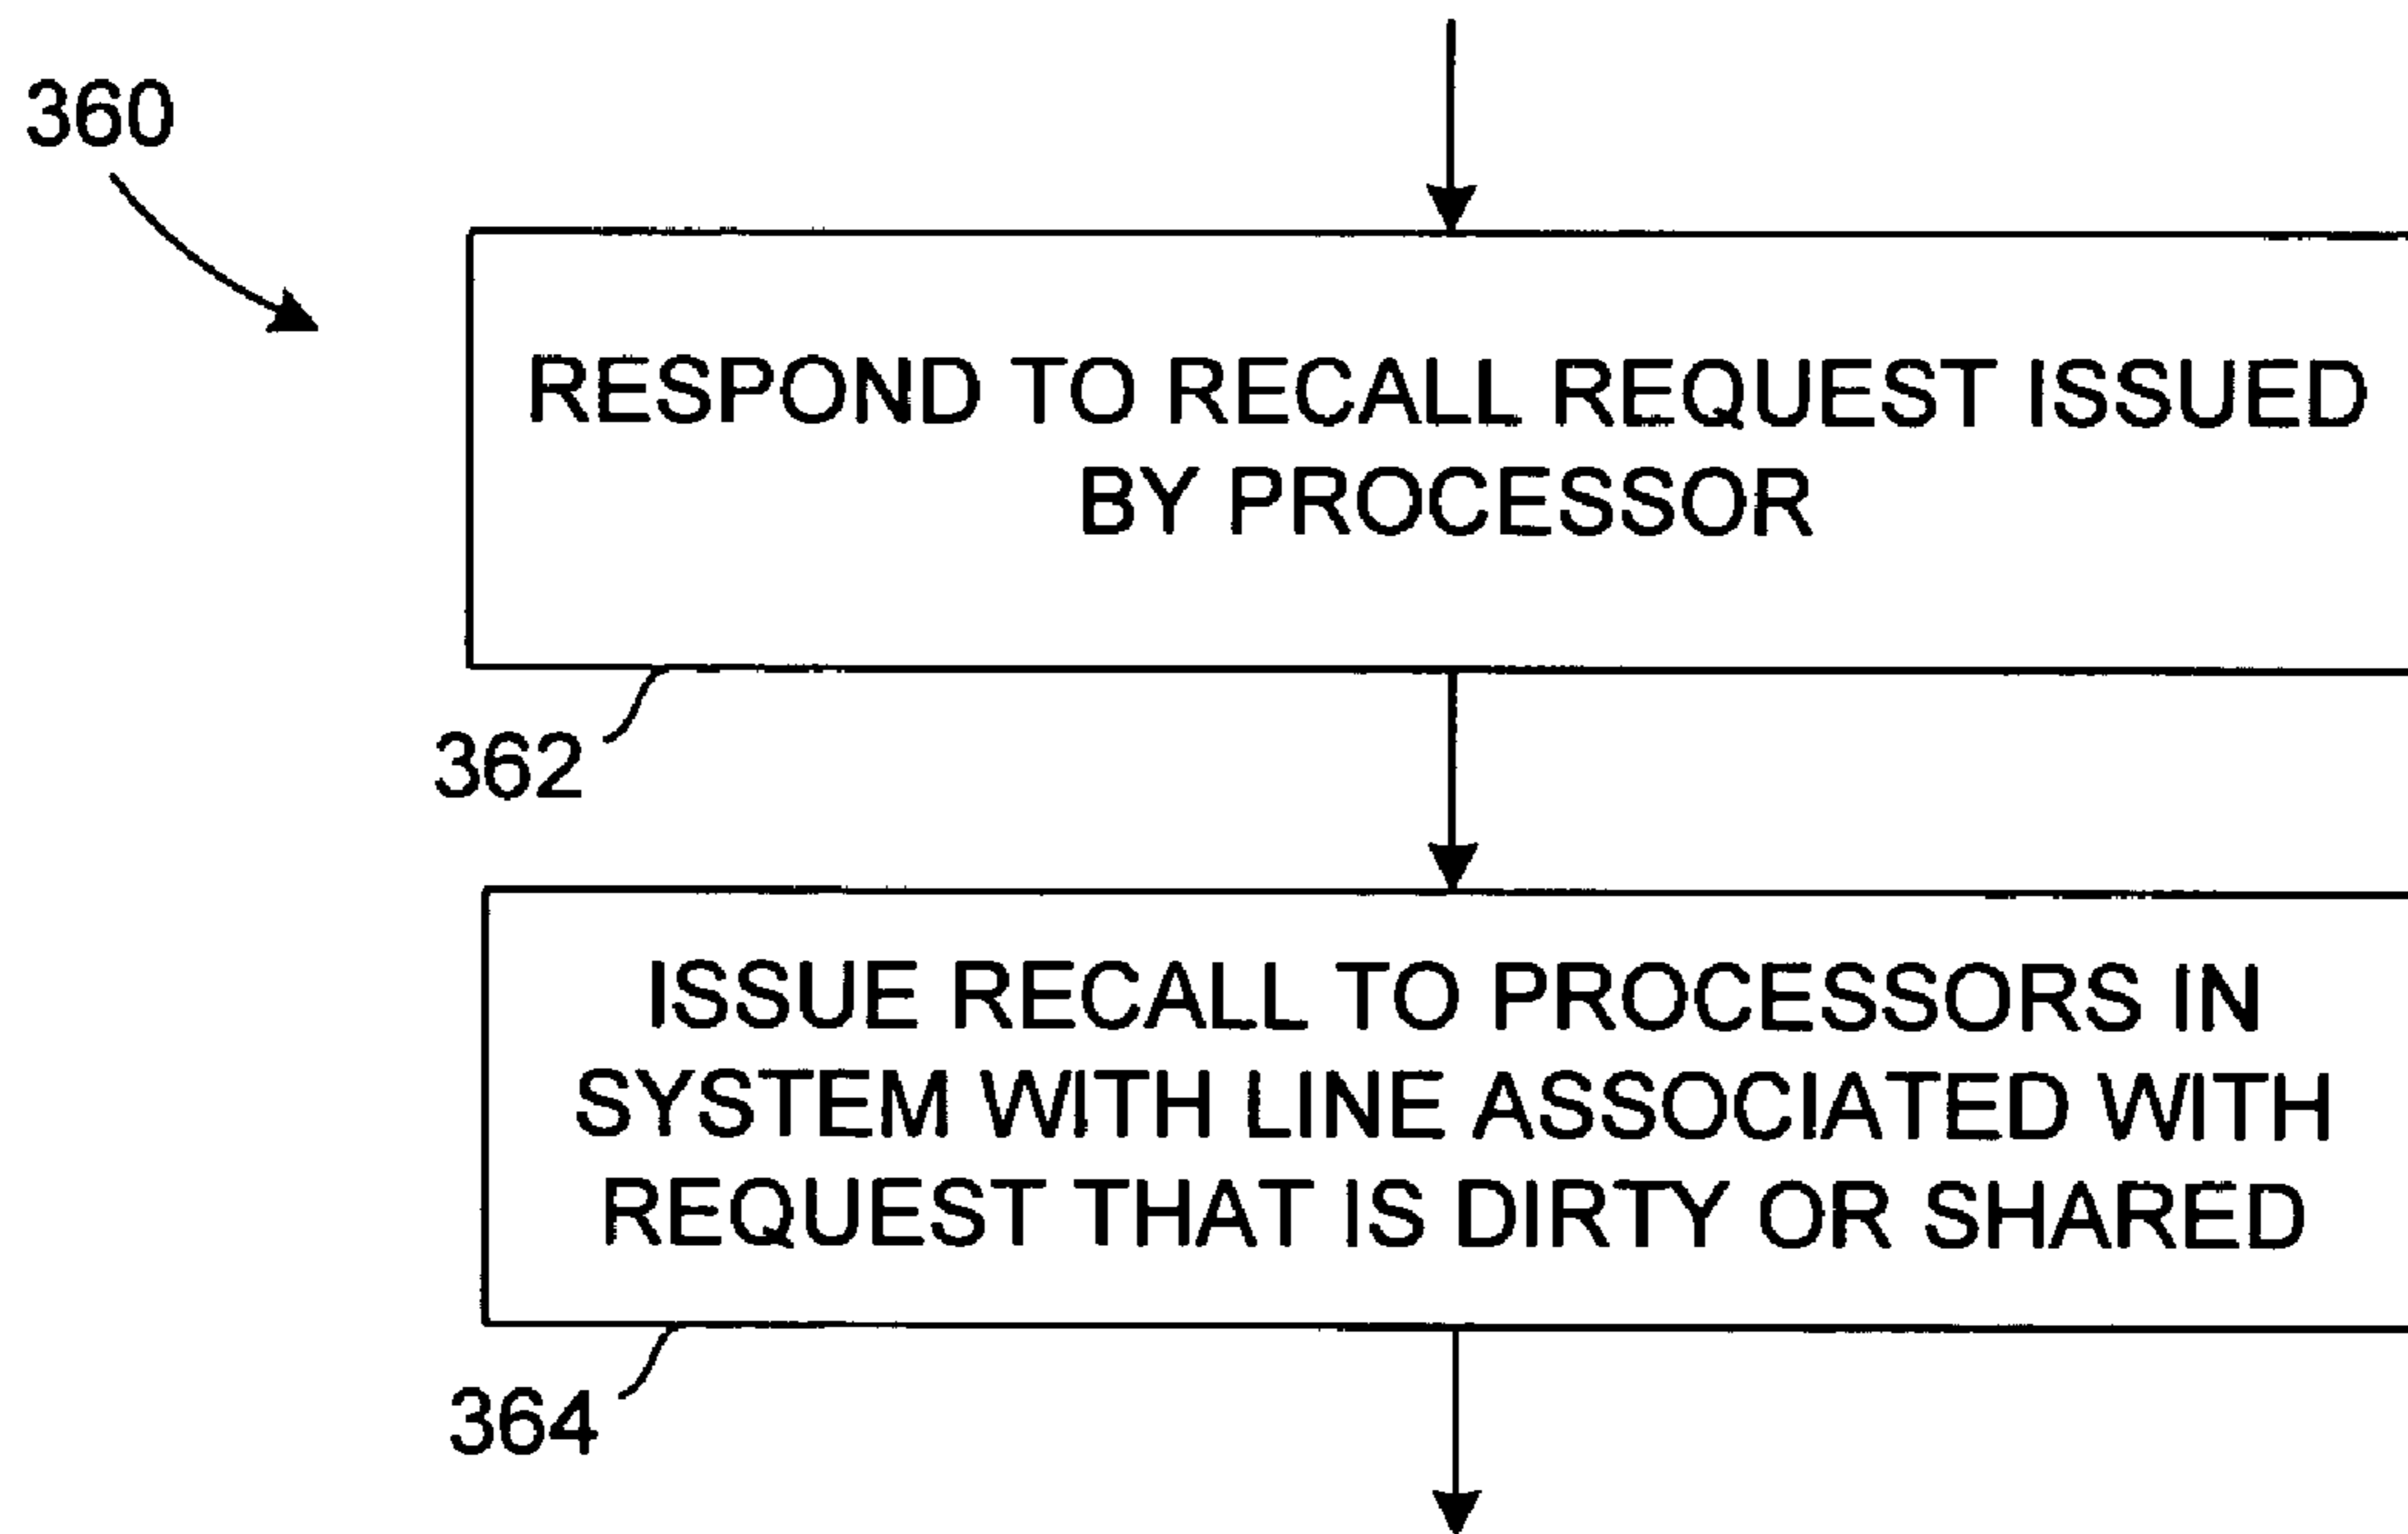 360
RESPOND TO RECALL REQUEST ISSUED
BY PROCESSOR
362
ISSUE RECALL TO PROCESSORS IN
SYSTEM WITH LINE ASSOCIATED WITH
REQUEST THAT IS DIRTY OR SHARED
364